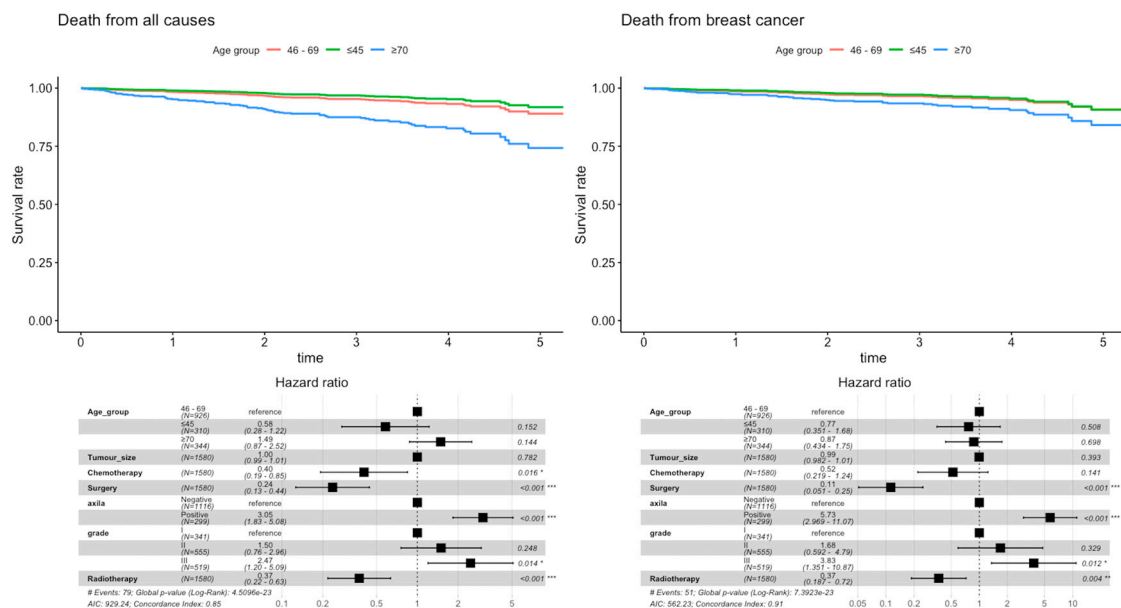 Death from all causes
Age group 46 - 69 ≤45 ≥70
1.00
0.75
0.50
0.25
0.00
Survival rate
0 1 2 3 4 5
time
Hazard ratio
Age_group 46 - 69 (N=926) reference
≤45 (N=310) 0.58 (0.28 - 1.22) 0.152
≥70 (N=344) 1.49 (0.87 - 2.52) 0.144
Tumour_size (N=1580) 1.00 (0.99 - 1.01) 0.782
Chemotherapy (N=1580) 0.40 (0.19 - 0.85) 0.016 *
Surgery (N=1580) 0.24 (0.13 - 0.44) <0.001 ***
axila Negative (N=1116) reference
Positive (N=299) 3.05 (1.83 - 5.08) <0.001 ***
grade I (N=341) reference
II (N=555) 1.50 (0.76 - 2.96) 0.248
III (N=519) 2.47 (1.20 - 5.09) 0.014 *
Radiotherapy (N=1580) 0.37 (0.22 - 0.63) <0.001 ***
# Events: 79; Global p-value (Log-Rank): 4.5096e-23
AIC: 929.24; Concordance Index: 0.85
0.1 0.2 0.5 1 2 5
Death from breast cancer
Age group 46 - 69 ≤45 ≥70
1.00
0.75
0.50
0.25
0.00
Survival rate
0 1 2 3 4 5
time
Hazard ratio
Age_group 46 - 69 (N=926) reference
≤45 (N=310) 0.77 (0.351 - 1.68) 0.508
≥70 (N=344) 0.87 (0.434 - 1.75) 0.698
Tumour_size (N=1580) 0.99 (0.982 - 1.01) 0.393
Chemotherapy (N=1580) 0.52 (0.219 - 1.24) 0.141
Surgery (N=1580) 0.11 (0.051 - 0.25) <0.001 ***
axila Negative (N=1116) reference
Positive (N=299) 5.73 (2.969 - 11.07) <0.001 ***
grade I (N=341) reference
II (N=555) 1.68 (0.592 - 4.79) 0.329
III (N=519) 3.83 (1.351 - 10.87) 0.012 *
Radiotherapy (N=1580) 0.37 (0.187 - 0.72) 0.004 **
# Events: 51; Global p-value (Log-Rank): 7.3923e-23
AIC: 562.23; Concordance Index: 0.91
0.05 0.1 0.5 1 5 10